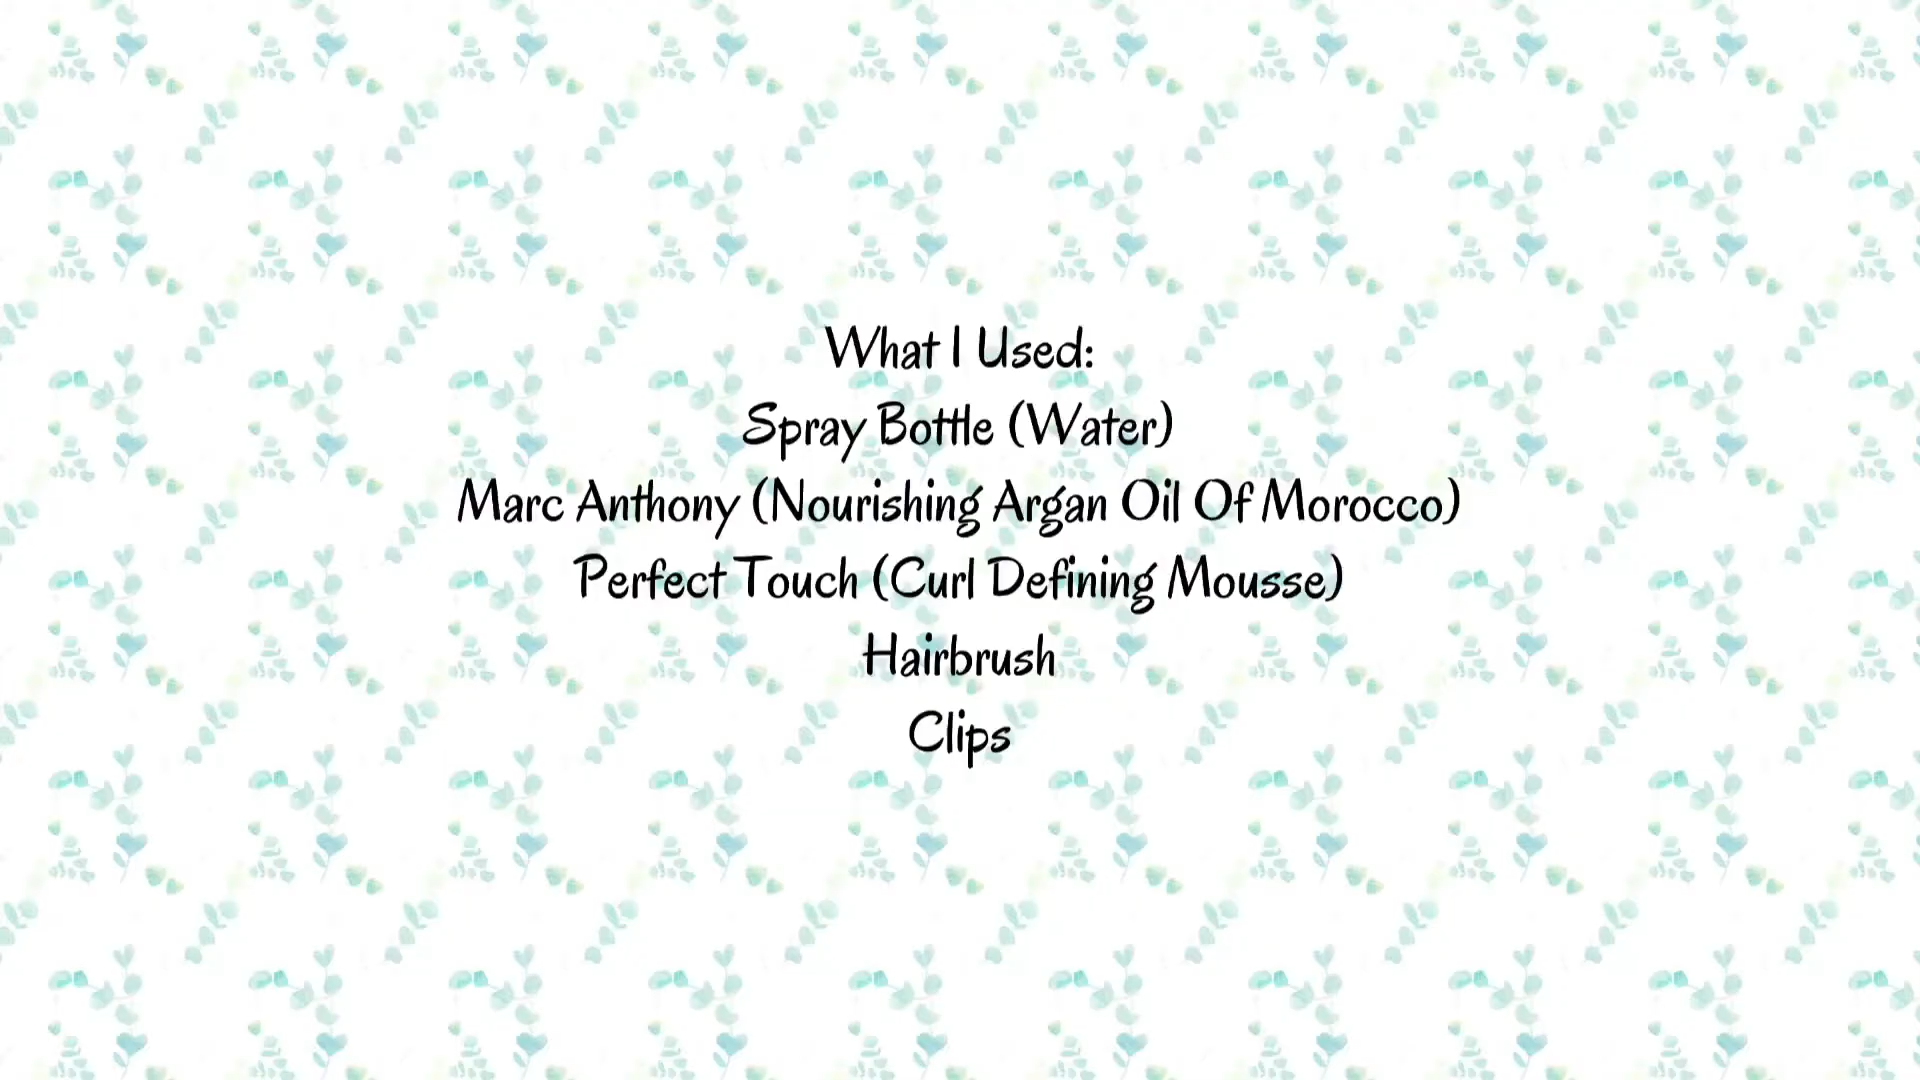 What I Used:
Spray Bottle (Water)
Marc Anthony (Nourishing Argan Oil Of Morocco)
Perfect Touch (Curl Defining Mousse)
Hairbrush
Clips